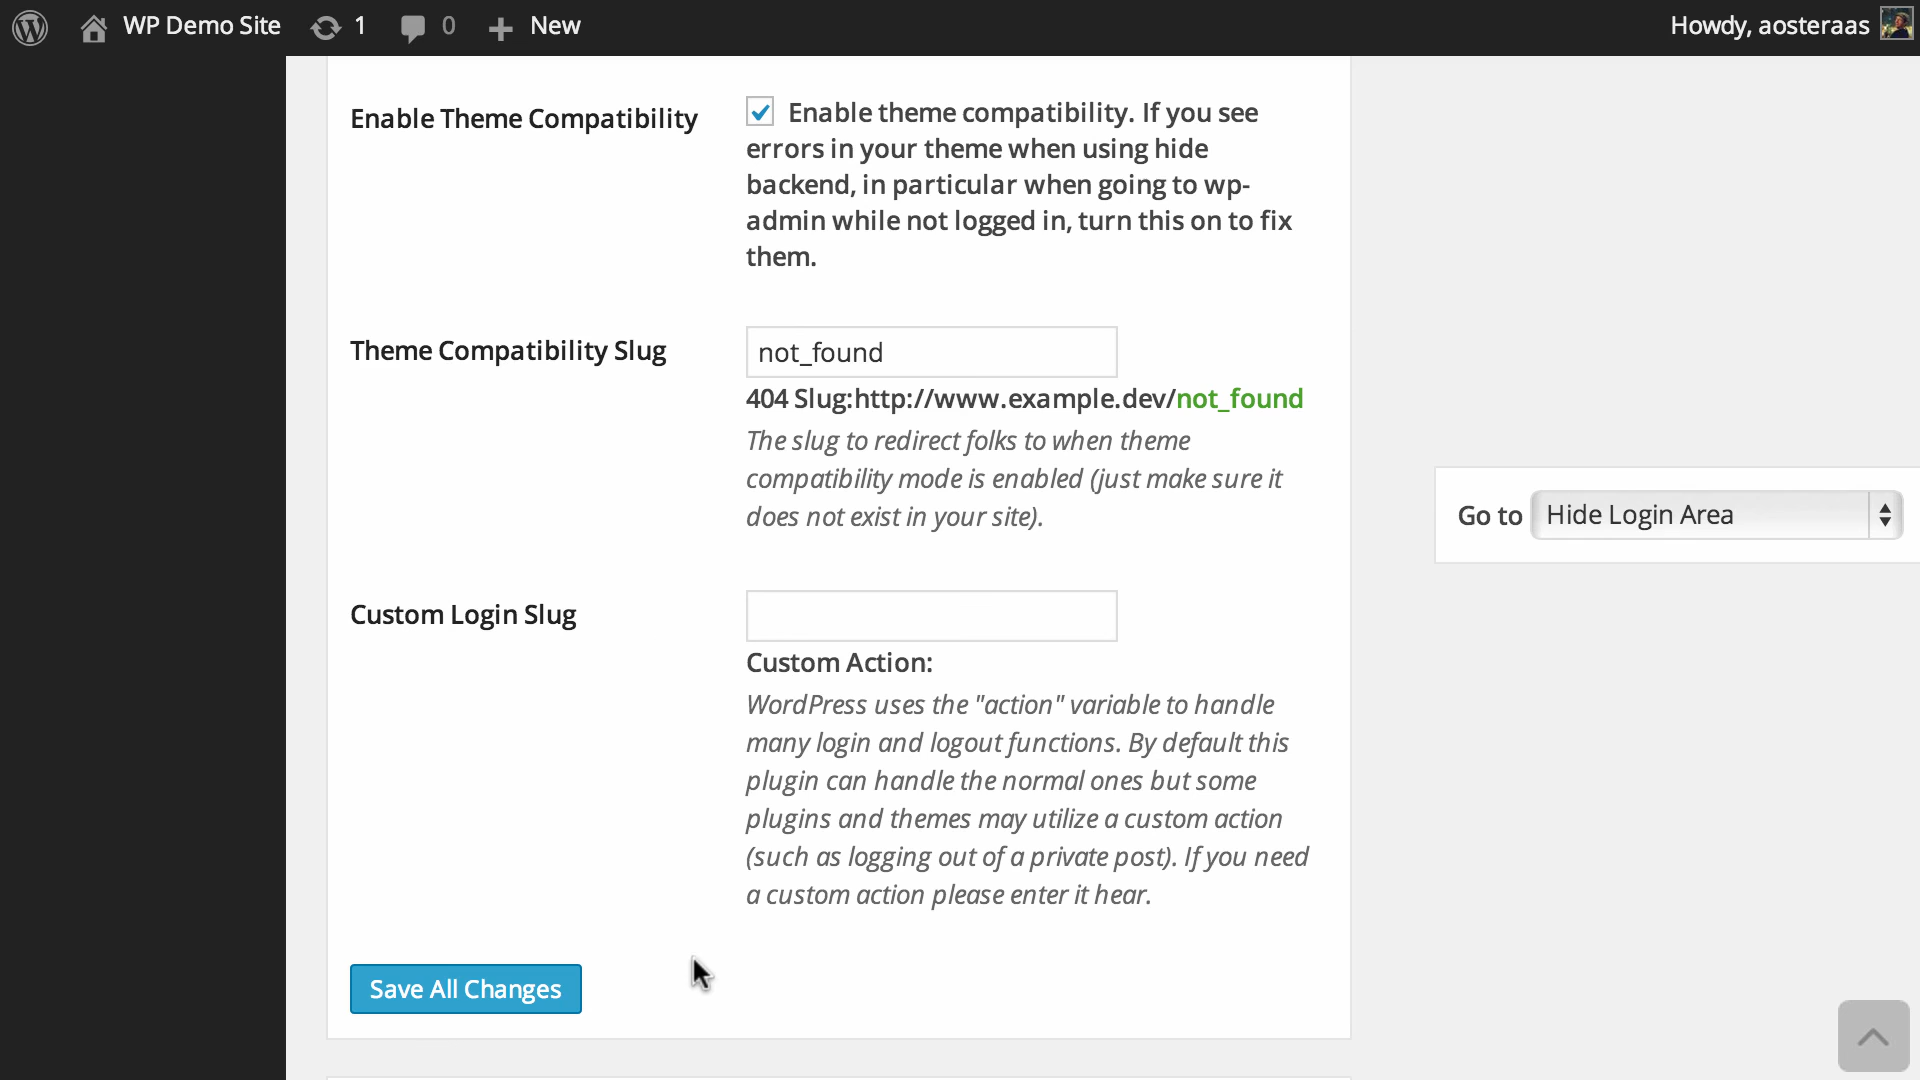 WP Demo Site 1 0 New Howdy, aosteraas
Enable Theme Compatibility
Enable theme compatibility. If you see
errors in your theme when using hide
backend, in particular when going to wp-
admin while not logged in, turn this on to fix
them.
Theme Compatibility Slug
not_found
404 Slug:http://www.example.dev/not_found
The slug to redirect folks to when theme
compatibility mode is enabled (just make sure it
does not exist in your site).
Go to Hide Login Area
Custom Login Slug
Custom Action:
WordPress uses the "action" variable to handle
many login and logout functions. By default this
plugin can handle the normal ones but some
plugins and themes may utilize a custom action
(such as logging out of a private post). If you need
a custom action please enter it hear.
Save All Changes